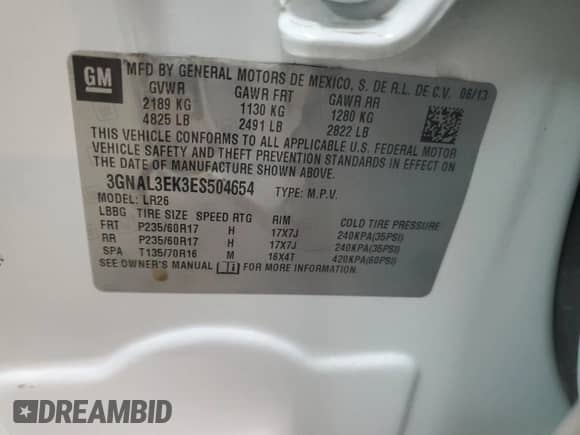 GM
MFD BY GENERAL MOTORS DE MEXICO, S. DE R.L. DE C.V. 06/13
GVWR GAWR FRT GAWR RR
2189 KG 1130 KG 1280 KG
4825 LB 2491 LB 2822 LB
THIS VEHICLE CONFORMS TO ALL APPLICABLE U.S. FEDERAL MOTOR
VEHICLE SAFETY AND THEFT PREVENTION STANDARDS IN EFFECT ON
THE DATE OF MANUFACTURE SHOWN ABOVE.
3GNAL3EK3ES504654 TYPE: M.P.V.
MODEL: LR26
LBBG TIRE SIZE SPEED RTG RIM COLD TIRE PRESSURE
FRT P235/60R17 H 17X7J 240KPA(35PSI)
RR P235/60R17 H 17X7J 240KPA(35PSI)
SPA T135/70R16 M 16X4T 420KPA(60PSI)
SEE OWNER'S MANUAL FOR MORE INFORMATION.
DREAMBID